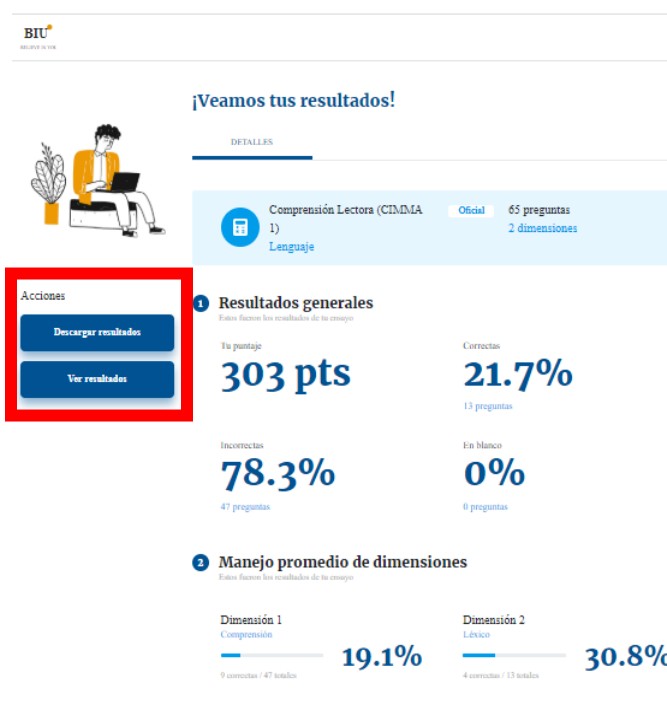 BIU
BELIEVE IN YOU
¡Veamos tus resultados!
DETALLES
Comprensión Lectora (CIMMA
1)
Lenguaje
Oficial
65 preguntas
2 dimensiones
Acciones
Descargar resultados
Ver resultados
1 Resultados generales
Estos fueron los resultados de tu ensayo
Tu puntaje
303 pts
Correctas
21.7%
13 preguntas
Incorrectas
78.3%
47 preguntas
En blanco
0%
0 preguntas
2 Manejo promedio de dimensiones
Estos fueron los resultados de tu ensayo
Dimensión 1
Comprensión
19.1%
9 correctas / 47 totales
Dimensión 2
Léxico
30.8%
4 correctas / 13 totales